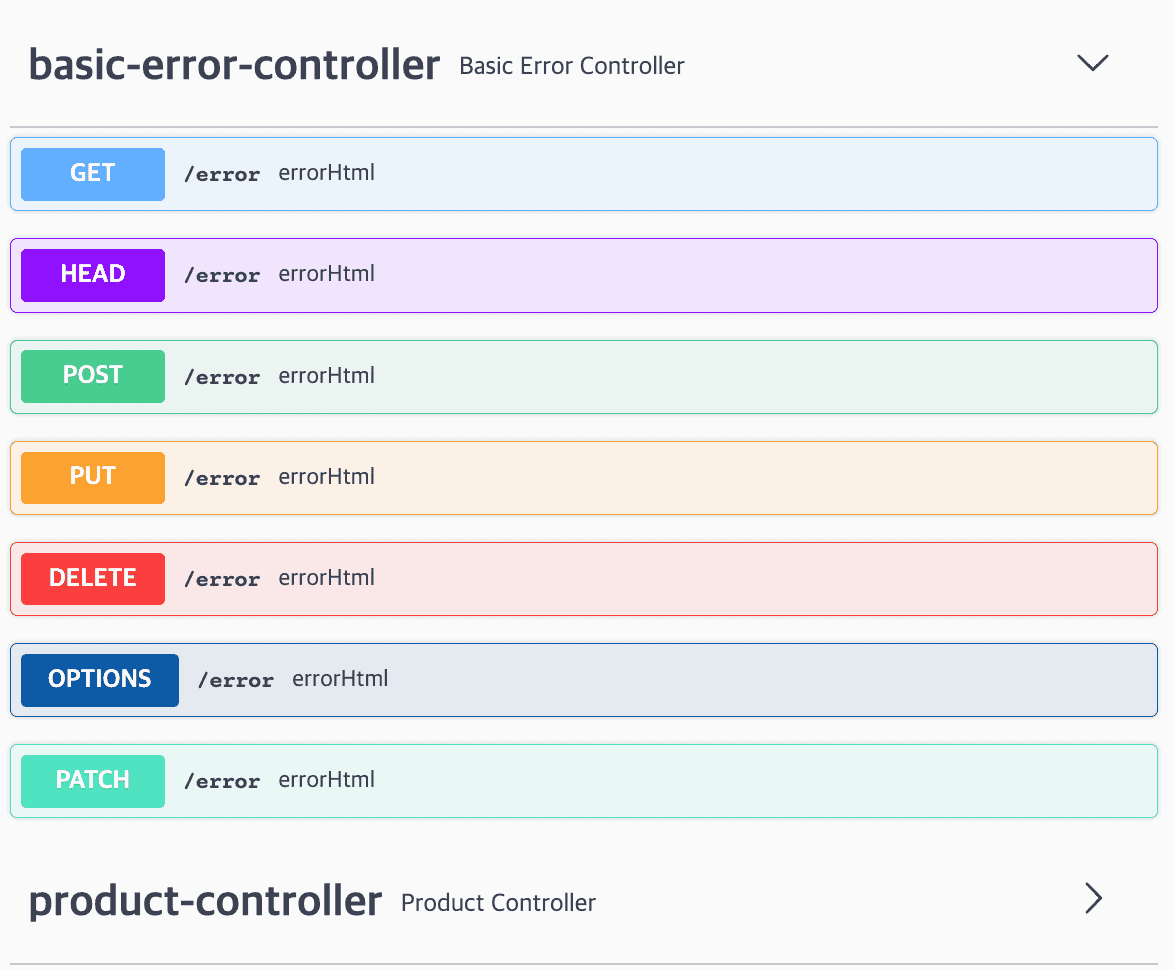 basic-error-controller Basic Error Controller
GET /error errorHtml
HEAD /error errorHtml
POST /error errorHtml
PUT /error errorHtml
DELETE /error errorHtml
OPTIONS /error errorHtml
PATCH /error errorHtml
product-controller Product Controller